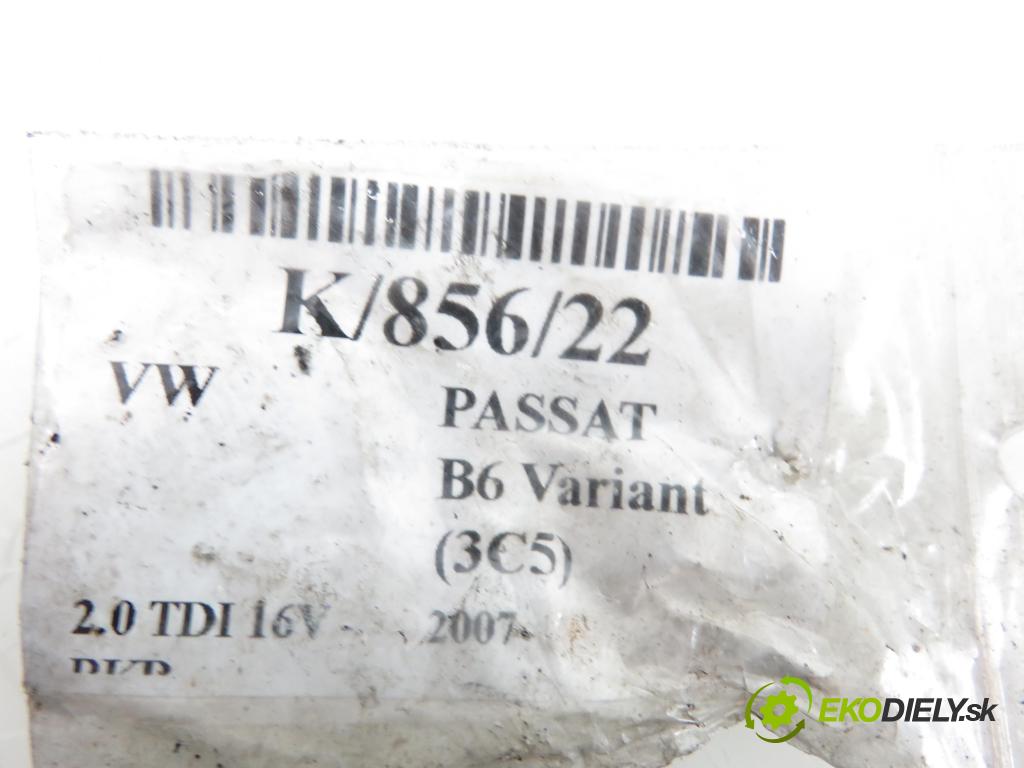 K/856/22
VW PASSAT
B6 Variant
(3C5)
2.0 TDI 16V - 2007-
EKODIELY.sk